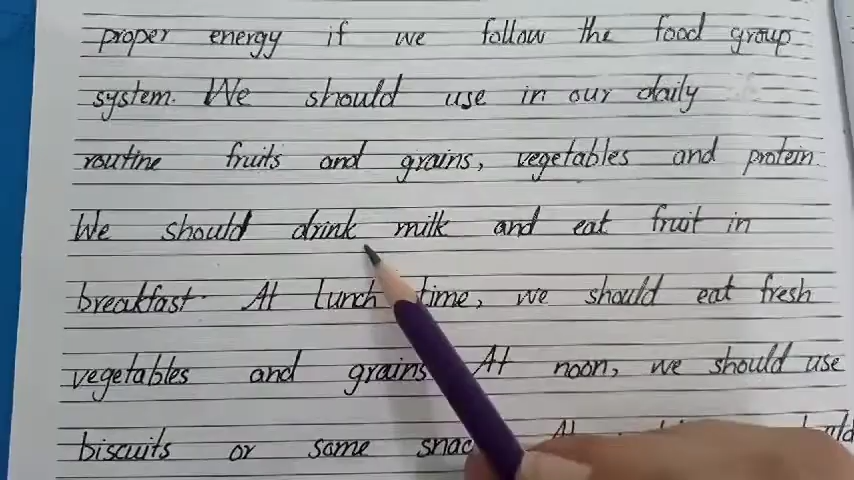 proper energy if we follow the food group
system. We should use in our daily
routine fruits and grains, vegetables and protein
We should drink milk and eat fruit in
breakfast. At lunch time, we should eat fresh
vegetables and grains At noon, we should use
biscuits or some snac At